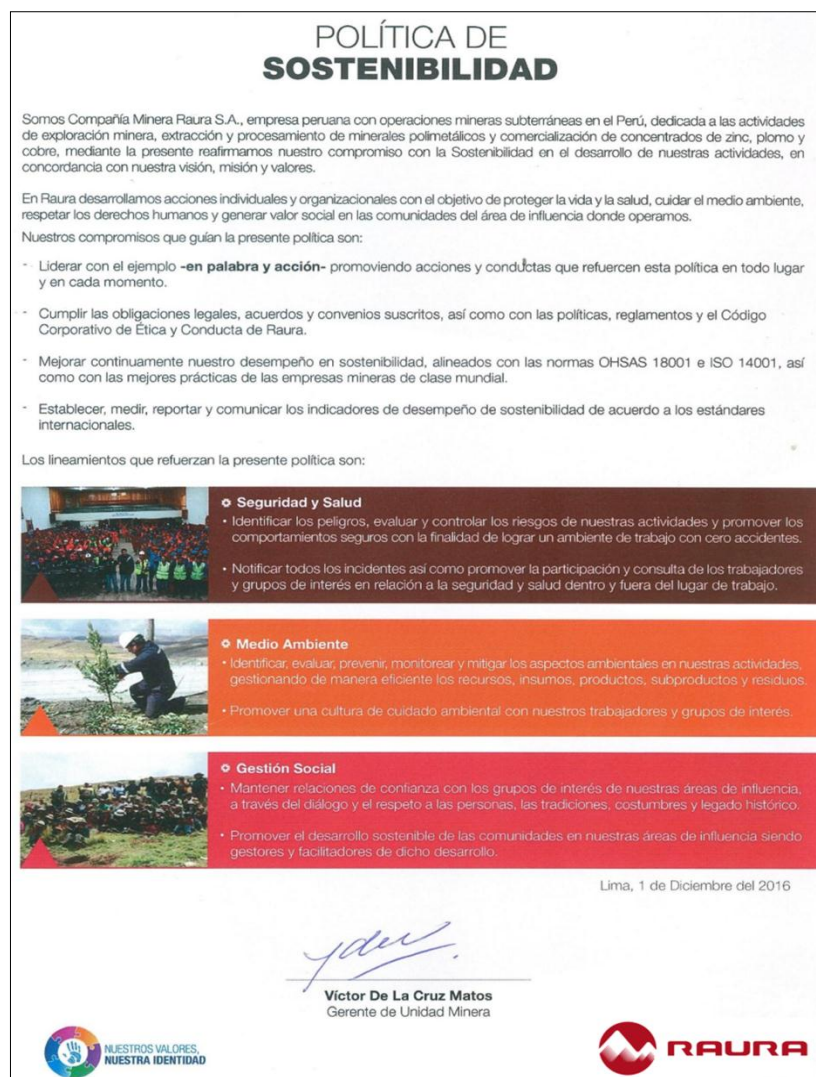 POLÍTICA DE
SOSTENIBILIDAD
Somos Compañía Minera Raura S.A., empresa peruana con operaciones mineras subterráneas en el Perú, dedicada a las actividades
de exploración minera, extracción y procesamiento de minerales polimetálicos y comercialización de concentrados de zinc, plomo y
cobre, mediante la presente reafirmamos nuestro compromiso con la Sostenibilidad en el desarrollo de nuestras actividades, en
concordancia con nuestra visión, misión y valores.
En Raura desarrollamos acciones individuales y organizacionales con el objetivo de proteger la vida y la salud, cuidar el medio ambiente,
respetar los derechos humanos y generar valor social en las comunidades del área de influencia donde operamos.
Nuestros compromisos que guían la presente política son:
- Liderar con el ejemplo -en palabra y acción- promoviendo acciones y conductas que refuercen esta política en todo lugar
y en cada momento.
- Cumplir las obligaciones legales, acuerdos y convenios suscritos, así como con las políticas, reglamentos y el Código
Corporativo de Ética y Conducta de Raura.
- Mejorar continuamente nuestro desempeño en sostenibilidad, alineados con las normas OHSAS 18001 e ISO 14001, así
como con las mejores prácticas de las empresas mineras de clase mundial.
- Establecer, medir, reportar y comunicar los indicadores de desempeño de sostenibilidad de acuerdo a los estándares
internacionales.
Los lineamientos que refuerzan la presente política son:
Seguridad y Salud
• Identificar los peligros, evaluar y controlar los riesgos de nuestras actividades y promover los
comportamientos seguros con la finalidad de lograr un ambiente de trabajo con cero accidentes.
• Notificar todos los incidentes así como promover la participación y consulta de los trabajadores
y grupos de interés en relación a la seguridad y salud dentro y fuera del lugar de trabajo.
Medio Ambiente
• Identificar, evaluar, prevenir, monitorear y mitigar los aspectos ambientales en nuestras actividades,
gestionando de manera eficiente los recursos, insumos, productos, subproductos y residuos.
• Promover una cultura de cuidado ambiental con nuestros trabajadores y grupos de interés.
Gestión Social
• Mantener relaciones de confianza con los grupos de interés de nuestras áreas de influencia,
a través del diálogo y el respeto a las personas, las tradiciones, costumbres y legado histórico.
• Promover el desarrollo sostenible de las comunidades en nuestras áreas de influencia siendo
gestores y facilitadores de dicho desarrollo.
Lima, 1 de Diciembre del 2016
Víctor De La Cruz Matos
Gerente de Unidad Minera
NUESTROS VALORES,
NUESTRA IDENTIDAD
RAURA